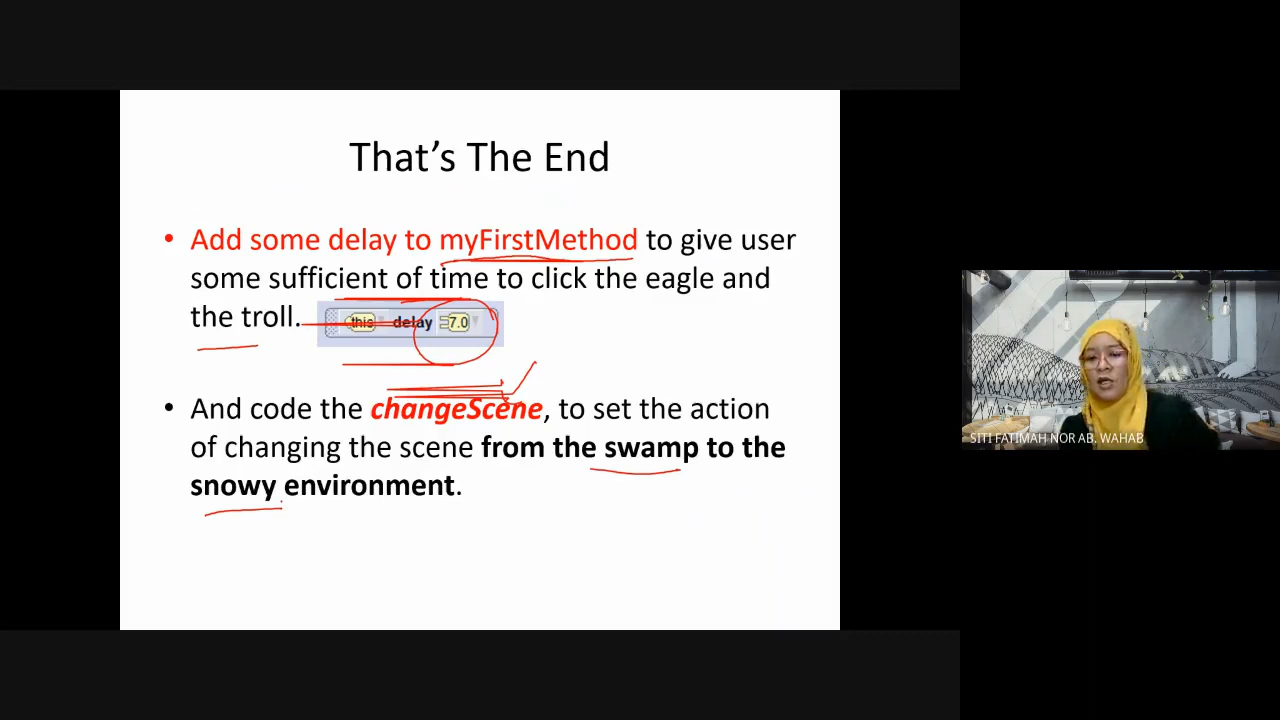 That’s The End
• Add some delay to myFirstMethod to give user
some sufficient of time to click the eagle and
the troll.
this delay 7.0
• And code the changeScene, to set the action
of changing the scene from the swamp to the
snowy environment.
SITI FATIMAH NOR AB. WAHAB